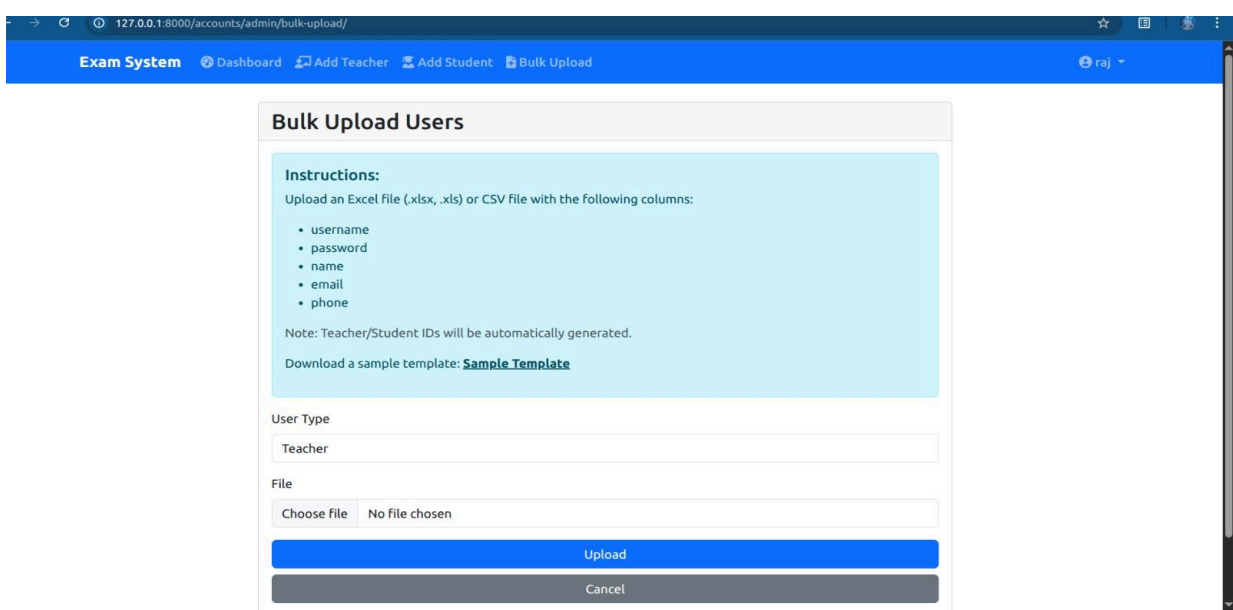 127.0.0.1:8000/accounts/admin/bulk-upload/
Exam System Dashboard Add Teacher Add Student Bulk Upload raj
Bulk Upload Users
Instructions:
Upload an Excel file (.xlsx, .xls) or CSV file with the following columns:
• username
• password
• name
• email
• phone
Note: Teacher/Student IDs will be automatically generated.
Download a sample template: Sample Template
User Type
Teacher
File
Choose file No file chosen
Upload
Cancel